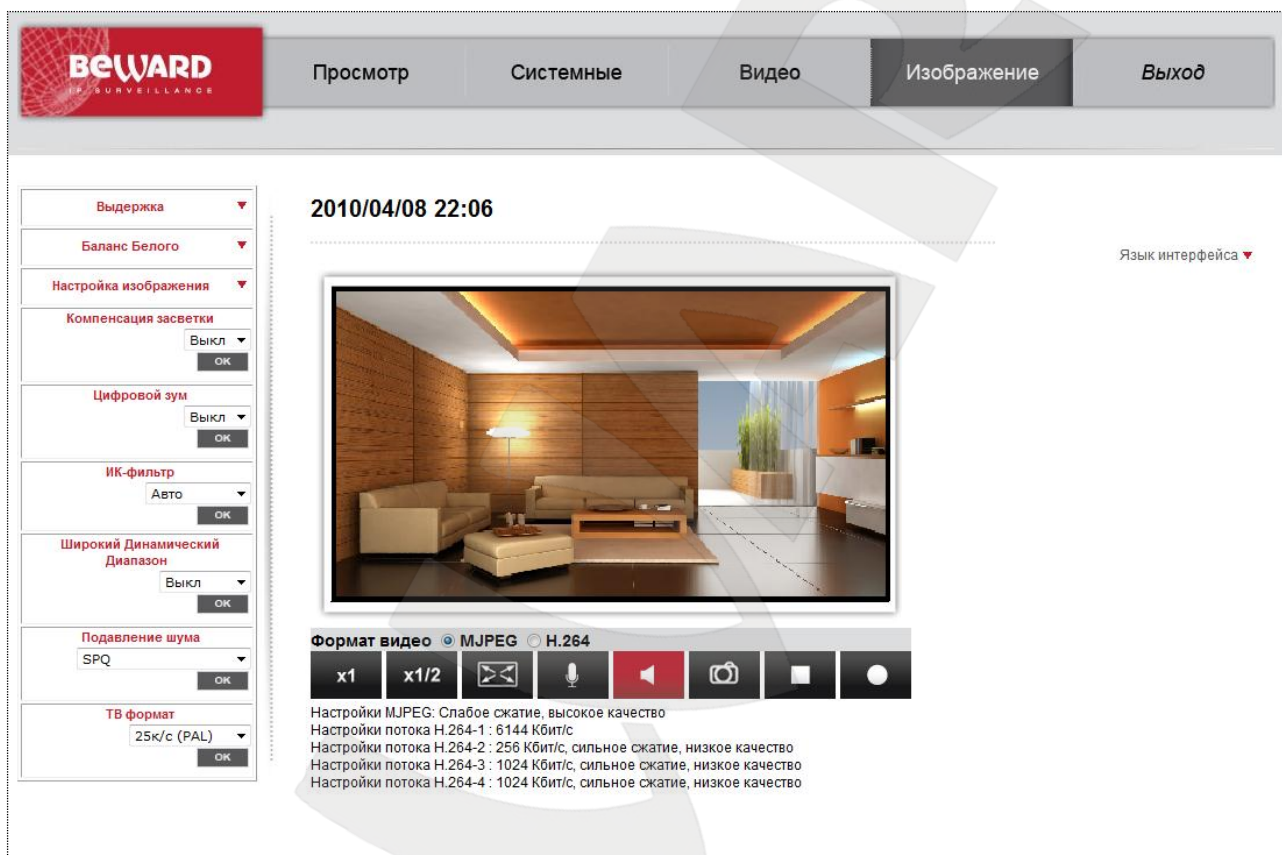 BEWARD
IP SURVEILLANCE
Просмотр
Системные
Видео
Изображение
Выход
2010/04/08 22:06
Язык интерфейса
Выдержка
Баланс Белого
Настройка изображения
Компенсация засветки
Выкл
OK
Цифровой зум
Выкл
OK
ИК-фильтр
Авто
OK
Широкий Динамический
Диапазон
Выкл
OK
Подавление шума
SPQ
OK
ТВ формат
25к/с (PAL)
OK
Формат видео MJPEG H.264
x1
x1/2
Настройки MJPEG: Слабое сжатие, высокое качество
Настройки потока H.264-1 : 6144 Кбит/с
Настройки потока H.264-2 : 256 Кбит/с, сильное сжатие, низкое качество
Настройки потока H.264-3 : 1024 Кбит/с, сильное сжатие, низкое качество
Настройки потока H.264-4 : 1024 Кбит/с, сильное сжатие, низкое качество